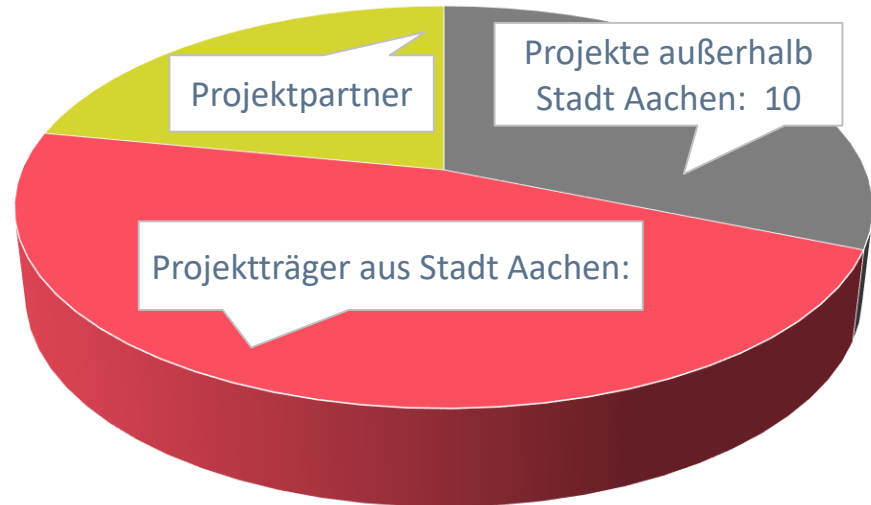 Projektpartner
Projekte außerhalb
Stadt Aachen: 10
Projektträger aus Stadt Aachen: